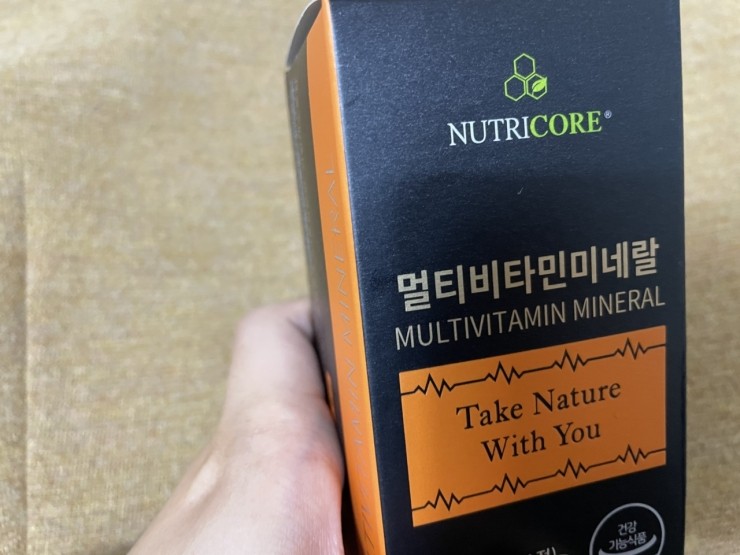 NUTRICORE®
멀티비타민미네랄
MULTIVITAMIN MINERAL
Take Nature
With You
건강
기능식품